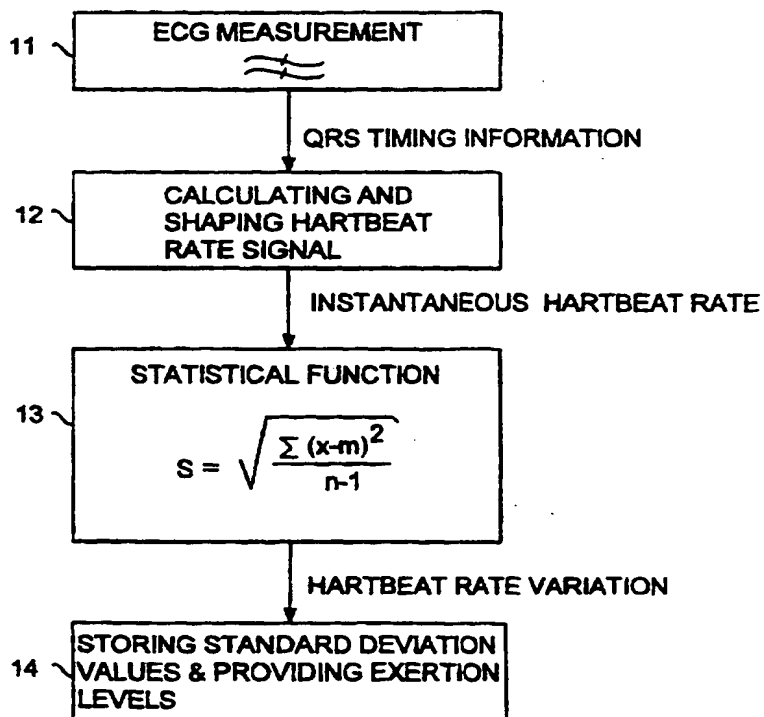 11
ECG MEASUREMENT
QRS TIMING INFORMATION
12
CALCULATING AND
SHAPING HARTBEAT
RATE SIGNAL
INSTANTANEOUS HARTBEAT RATE
13
STATISTICAL FUNCTION
S = √(Σ (x-m)² / n-1)
HARTBEAT RATE VARIATION
14
STORING STANDARD DEVIATION
VALUES & PROVIDING EXERTION
LEVELS